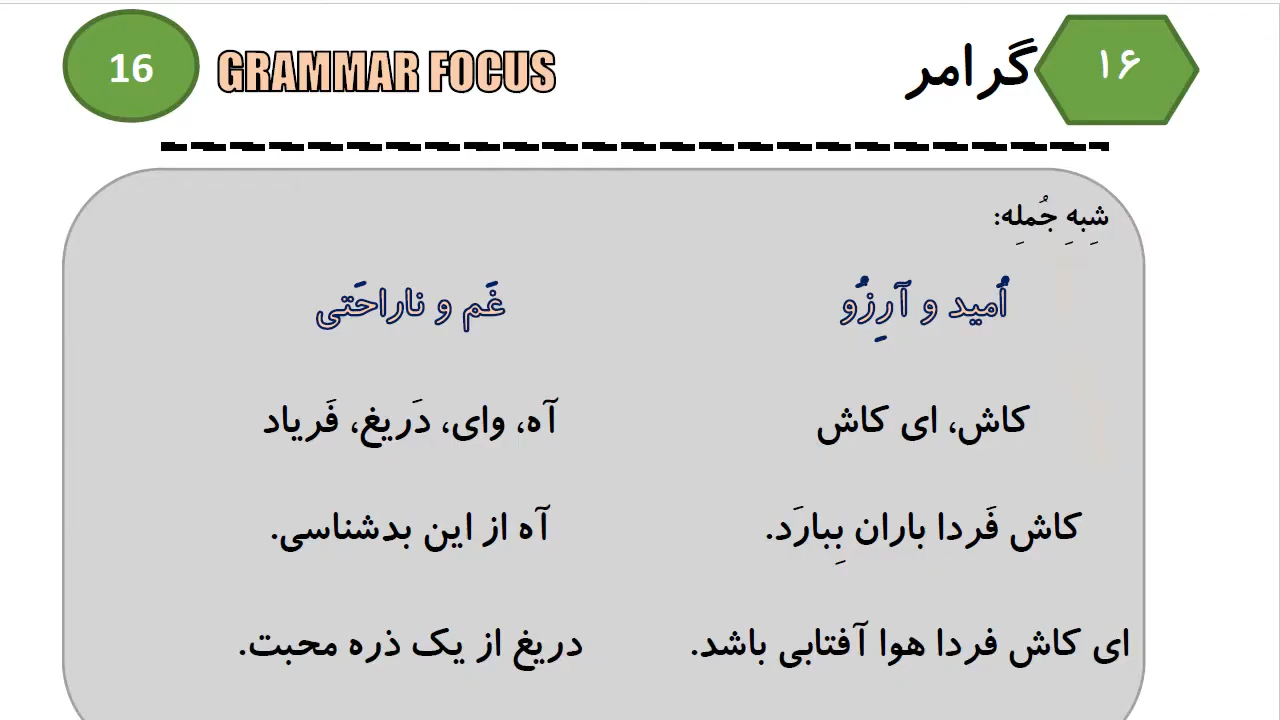 ۱۶ گرامر GRAMMAR FOCUS 16
شِبهِ جُملِه:
اُمید و آرِزُو غَم و ناراحَتی
کاش، ای کاش آه، وای، دَریغ، فَریاد
کاش فَردا باران بِبارَد. آه از این بدشناسی.
ای کاش فردا هوا آفتابی باشد. دریغ از یک ذره محبت.